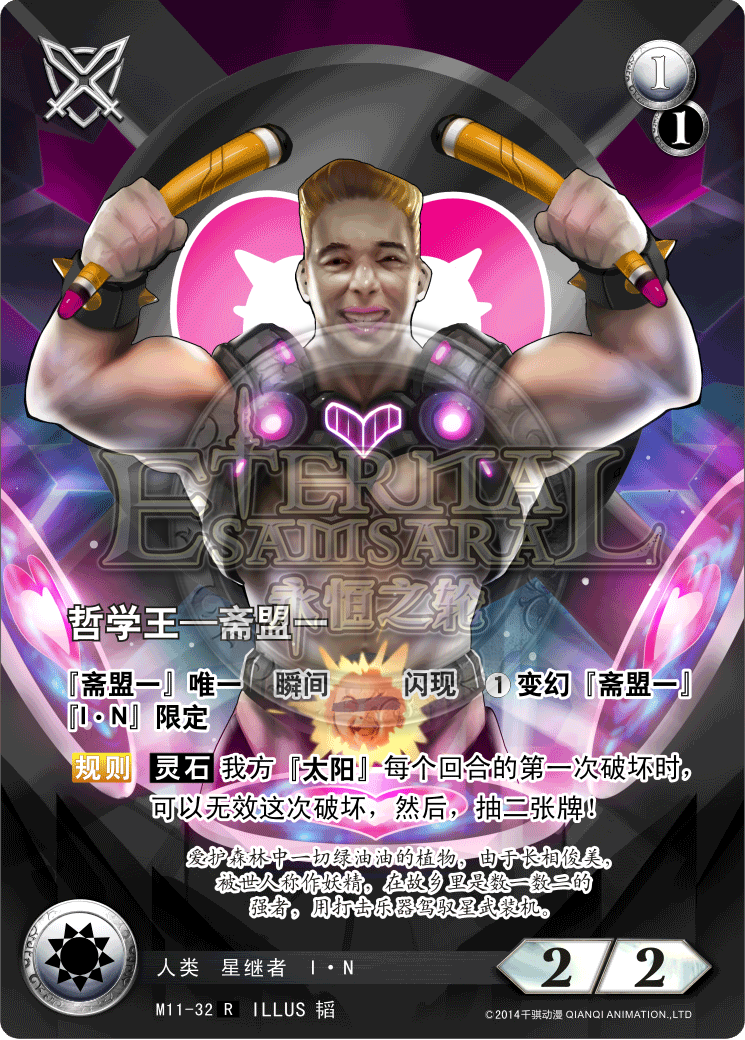 1
1
ETERNAL
SAMSARA
永恒之轮
哲学王—斋盟一
『斋盟一』唯一 瞬间 闪现 ①变幻『斋盟一』
『I·N』限定
规则 灵石 我方『太阳』每个回合的第一次破坏时，
可以无效这次破坏，然后，抽二张牌！
爱护森林中一切绿油油的植物，由于长相俊美，
被世人称作妖精，在故乡里是数一数二的
强者，用打击乐器驾驭星武装机。
人类 星继者 I·N
2 2
M11-32 R ILLUS 韬
©2014千骐动漫 QIANQI ANIMATION.,LTD